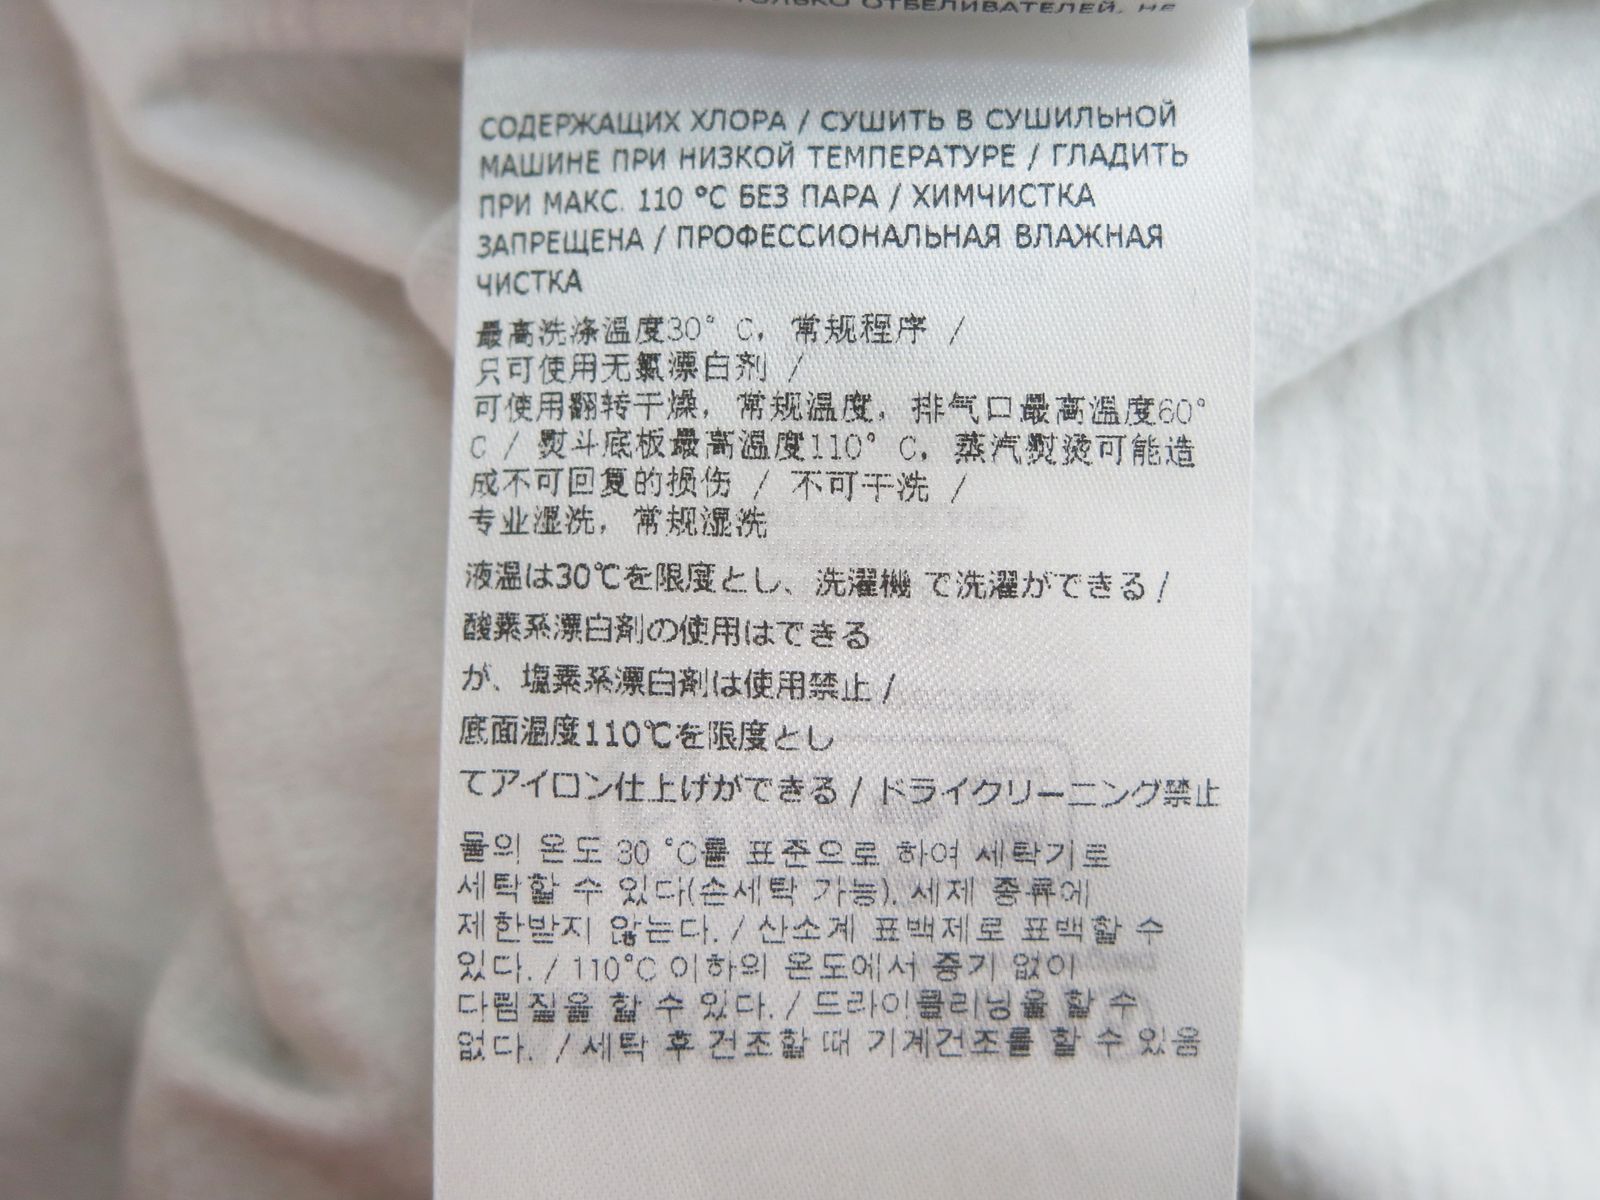 ТОЛЬКО ОТБЕЛИВАТЕЛЕЙ, НЕ
СОДЕРЖАЩИХ ХЛОРА / СУШИТЬ В СУШИЛЬНОЙ
МАШИНЕ ПРИ НИЗКОЙ ТЕМПЕРАТУРЕ / ГЛАДИТЬ
ПРИ МАКС. 110 °C БЕЗ ПАРА / ХИМЧИСТКА
ЗАПРЕЩЕНА / ПРОФЕССИОНАЛЬНАЯ ВЛАЖНАЯ
ЧИСТКА
最高洗涤温度30° C，常规程序 /
只可使用无氯漂白剂 /
可使用翻转干燥，常规温度，排气口最高温度60°
C / 熨斗底板最高温度110° C，蒸汽熨烫可能造
成不可回复的损伤 / 不可干洗 /
专业湿洗，常规湿洗
液温は30℃を限度とし、洗濯機 で洗濯ができる /
酸素系漂白剤の使用はできる
が、塩素系漂白剤は使用禁止 /
底面温度110℃を限度とし
てアイロン仕上げができる / ドライクリーニング禁止
물의 온도 30 °C를 표준으로 하여 세탁기로
세탁할 수 있다(손세탁 가능). 세제 종류에
제한받지 않는다. / 산소계 표백제로 표백할 수
있다. / 110°C 이하의 온도에서 증기 없이
다림질을 할 수 있다. / 드라이클리닝을 할 수
없다. / 세탁 후 건조할 때 기계건조를 할 수 있음